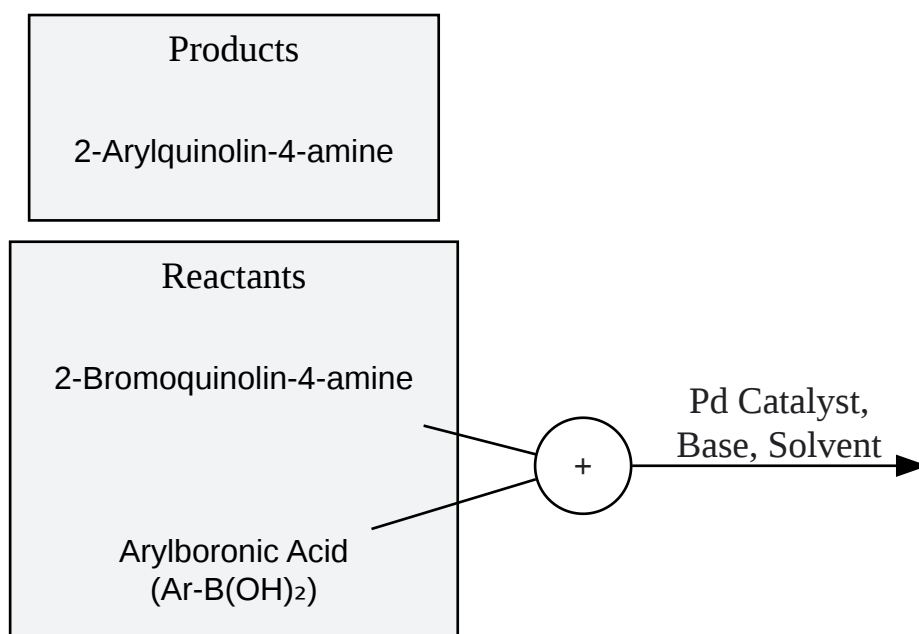 Products
2-Arylquinolin-4-amine
Reactants
2-Bromoquinolin-4-amine
Arylboronic Acid
(Ar-B(OH)₂)
+
Pd Catalyst,
Base, Solvent